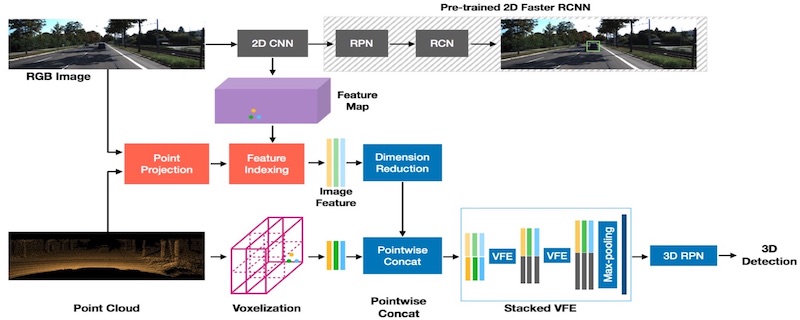 Pre-trained 2D Faster RCNN
2D CNN
RPN
RCN
RGB Image
Feature
Map
Point
Projection
Feature
Indexing
Dimension
Reduction
Image
Feature
Pointwise
Concat
VFE
VFE
Max-pooling
3D RPN
3D
Detection
Point Cloud
Voxelization
Pointwise
Concat
Stacked VFE